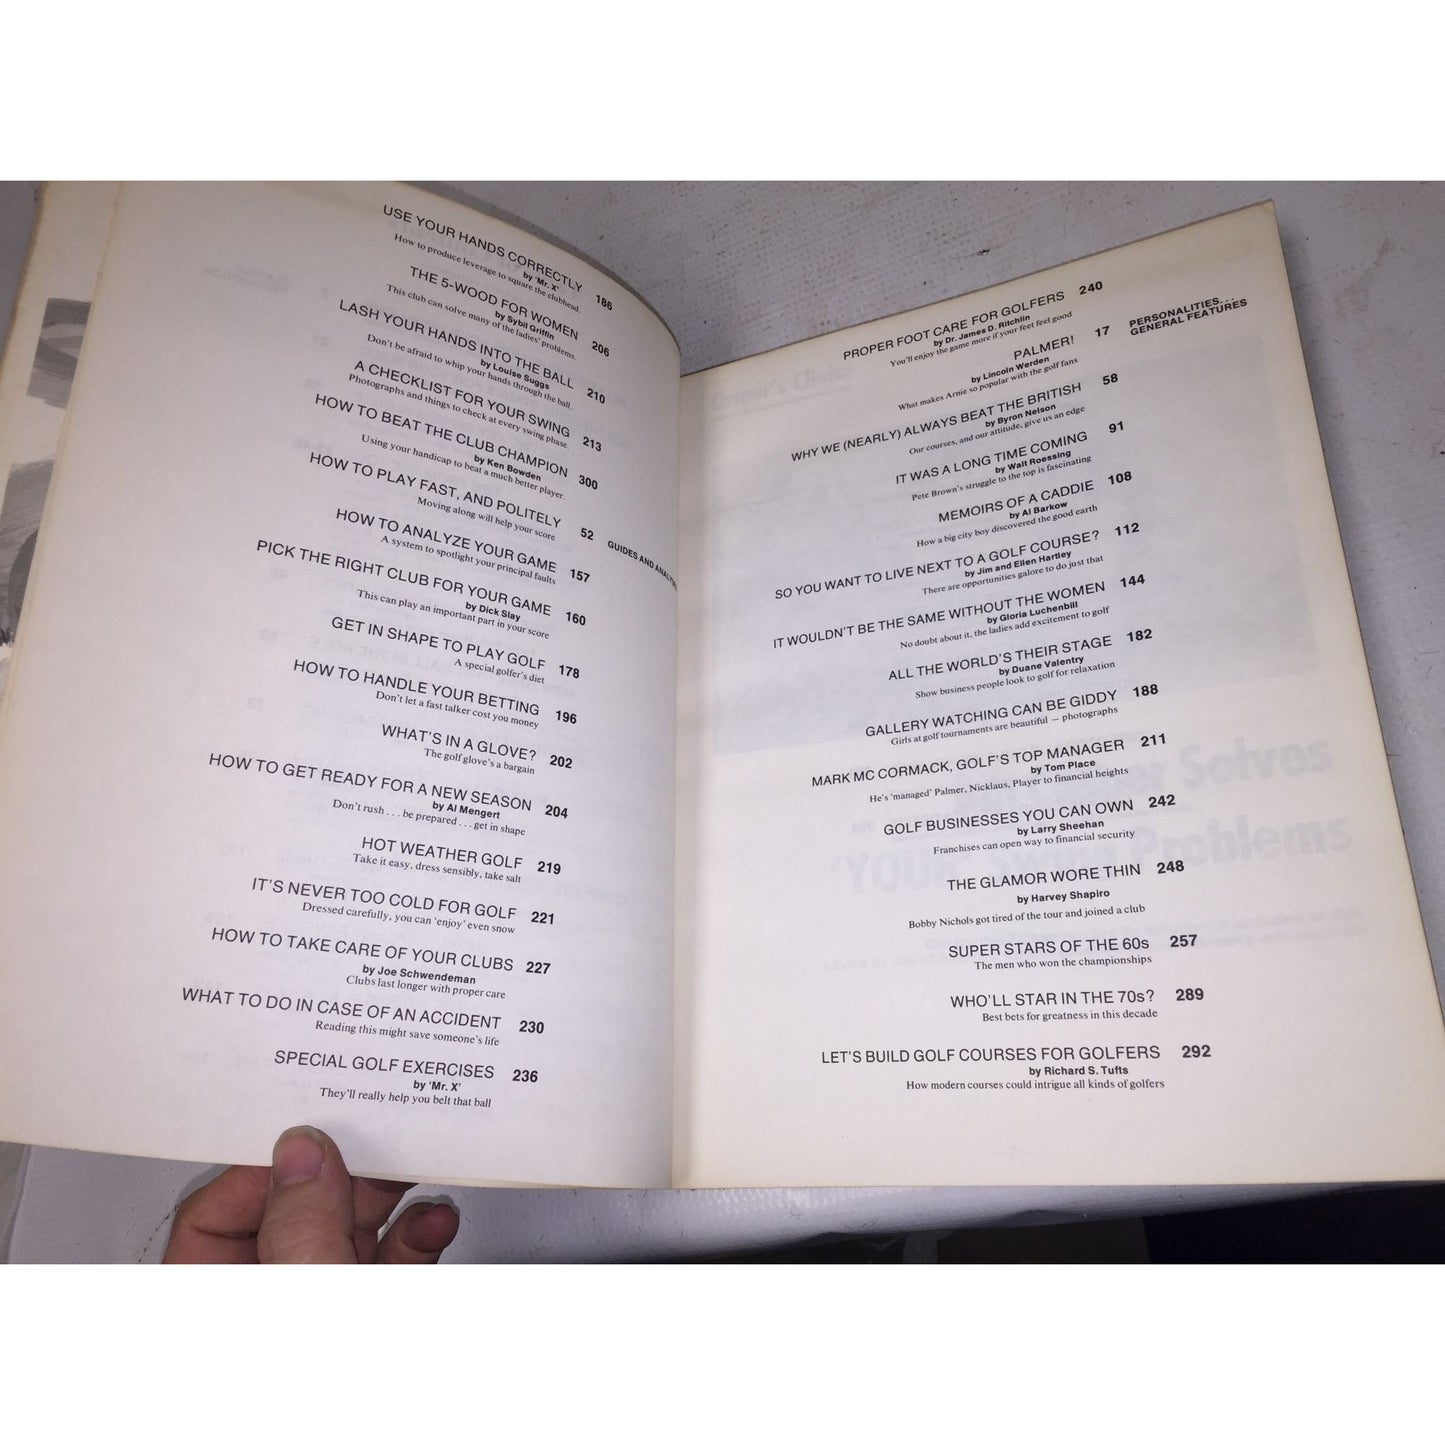 USE YOUR HANDS CORRECTLY 186
by 'Mr. X'
How to produce leverage to square the clubhead.
THE 5-WOOD FOR WOMEN 206
by Sybil Griffin
This club can solve many of the ladies' problems.
LASH YOUR HANDS INTO THE BALL 210
by Louise Suggs
Don't be afraid to whip your hands through the ball.
A CHECKLIST FOR YOUR SWING 213
Photographs and things to check at every swing phase.
HOW TO BEAT THE CLUB CHAMPION 300
by Ken Bowden
Using your handicap to beat a much better player.
HOW TO PLAY FAST, AND POLITELY 52 GUIDES AND
Moving along will help your score
HOW TO ANALYZE YOUR GAME 157
A system to spotlight your principal faults
PICK THE RIGHT CLUB FOR YOUR GAME 160
by Dick Slay
This can play an important part in your score
GET IN SHAPE TO PLAY GOLF 178
A special golfer's diet
HOW TO HANDLE YOUR BETTING 196
Don't let a fast talker cost you money
WHAT'S IN A GLOVE? 202
The golf glove's a bargain
HOW TO GET READY FOR A NEW SEASON 204
by Al Mengert
Don't rush . . . be prepared . . . get in shape
HOT WEATHER GOLF 219
Take it easy, dress sensibly, take salt
IT'S NEVER TOO COLD FOR GOLF 221
Dressed carefully, you can 'enjoy' even snow
HOW TO TAKE CARE OF YOUR CLUBS 227
by Joe Schwendeman
Clubs last longer with proper care
WHAT TO DO IN CASE OF AN ACCIDENT 230
Reading this might save someone's life
SPECIAL GOLF EXERCISES 236
by 'Mr. X'
They'll really help you belt that ball
PROPER FOOT CARE FOR GOLFERS 240
by Dr. James D. Ritchlin
You'll enjoy the game more if your feet feel good
PALMER! 17 PERSONALITIES...
GENERAL FEATURES
by Lincoln Werden
What makes Arnie so popular with the golf fans
WHY WE (NEARLY) ALWAYS BEAT THE BRITISH 58
by Byron Nelson
Our courses, and our attitude, give us an edge
IT WAS A LONG TIME COMING 91
by Walt Roessing
Pete Brown's struggle to the top is fascinating
MEMOIRS OF A CADDIE 108
by Al Barkow
How a big city boy discovered the good earth
SO YOU WANT TO LIVE NEXT TO A GOLF COURSE? 112
by Jim and Ellen Hartley
There are opportunities galore to do just that
IT WOULDN'T BE THE SAME WITHOUT THE WOMEN 144
by Gloria Luchenbill
No doubt about it, the ladies add excitement to golf
ALL THE WORLD'S THEIR STAGE 182
by Duane Valentry
Show business people look to golf for relaxation
GALLERY WATCHING CAN BE GIDDY 188
Girls at golf tournaments are beautiful — photographs
MARK MC CORMACK, GOLF'S TOP MANAGER 211
by Tom Place
He's 'managed' Palmer, Nicklaus, Player to financial heights
GOLF BUSINESSES YOU CAN OWN 242
by Larry Sheehan
Franchises can open way to financial security
THE GLAMOR WORE THIN 248
by Harvey Shapiro
Bobby Nichols got tired of the tour and joined a club
SUPER STARS OF THE 60s 257
The men who won the championships
WHO'LL STAR IN THE 70s? 289
Best bets for greatness in this decade
LET'S BUILD GOLF COURSES FOR GOLFERS 292
by Richard S. Tufts
How modern courses could intrigue all kinds of golfers